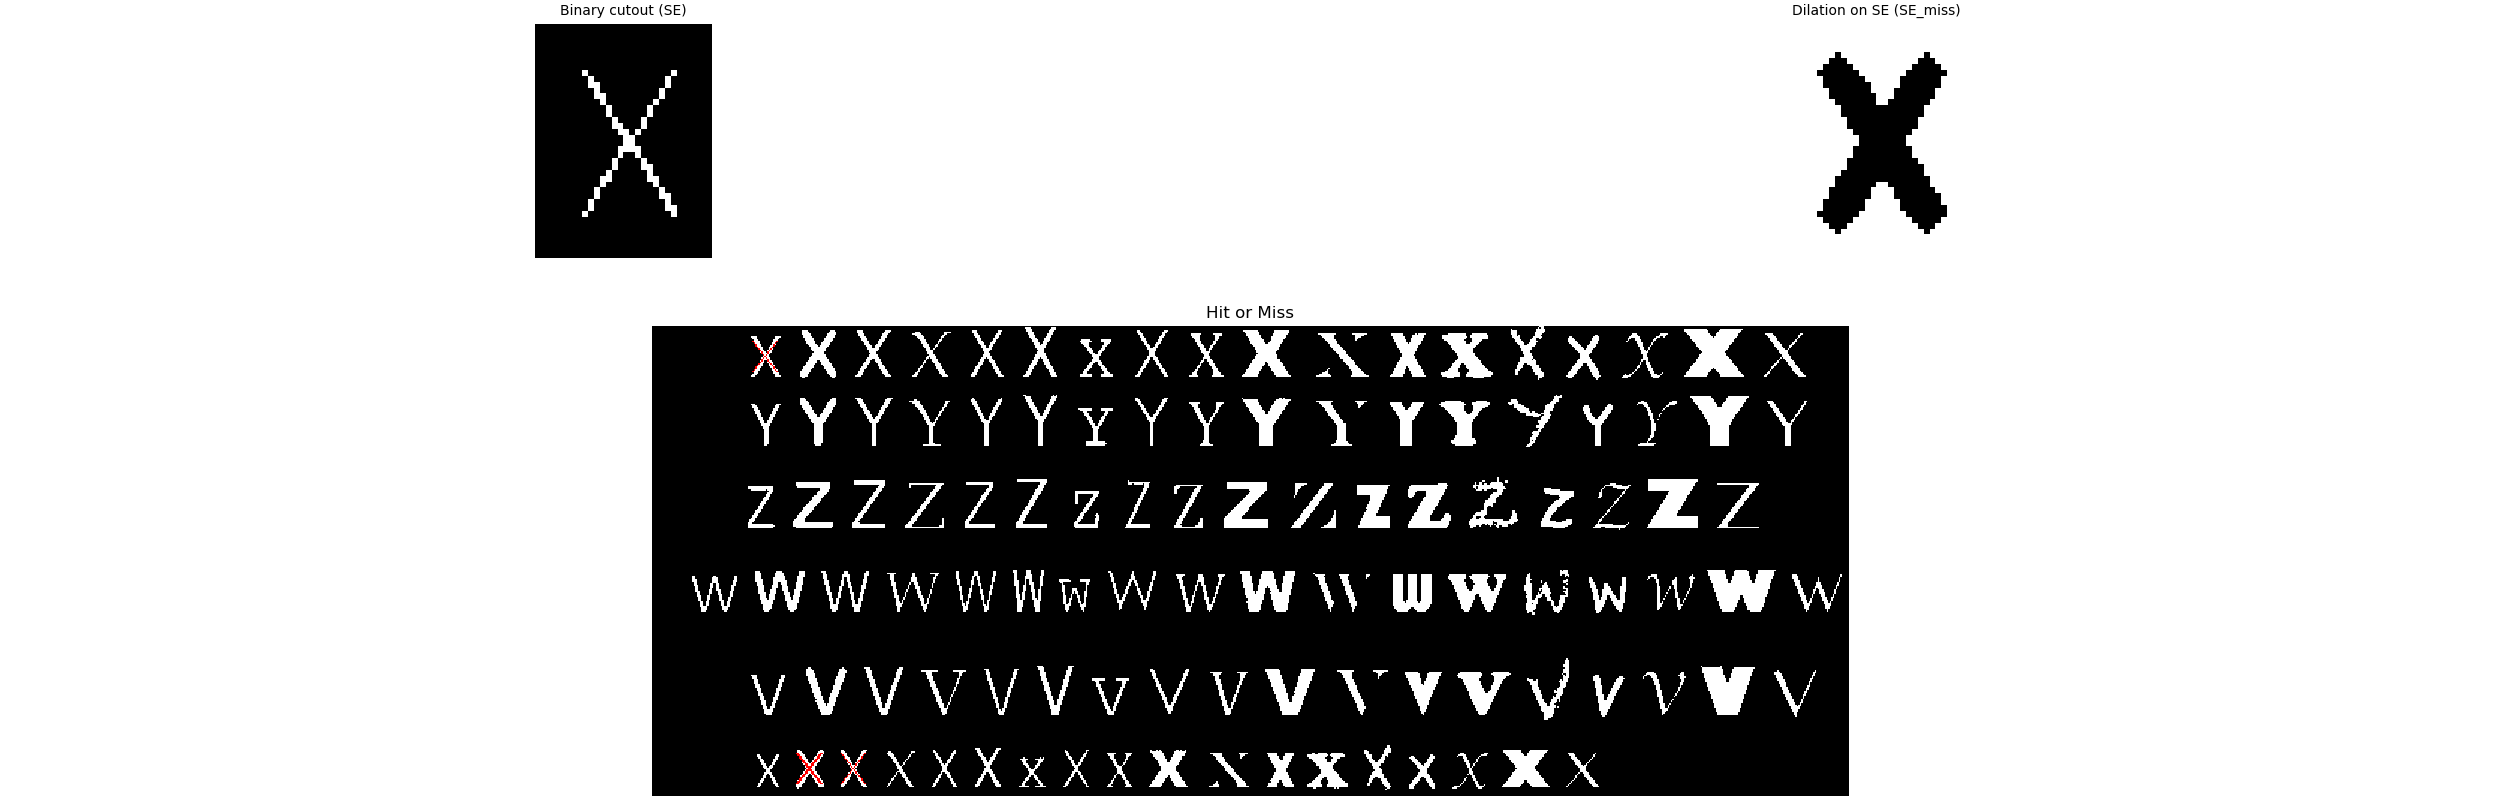 Binary cutout (SE)
Dilation on SE (SE_miss)
X
X
Hit or Miss
X X X X X X X X X X X X X X X X X X
Y Y Y Y Y Y Y Y Y Y Y Y Y Y Y Y Y Y
Z Z Z Z Z Z Z Z Z Z Z Z Z Z Z Z Z Z
W W W W W W W W W W W W W W W W W W
V V V V V V V V V V V V V V V V V V
X X X X X X X X X X X X X X X X X X